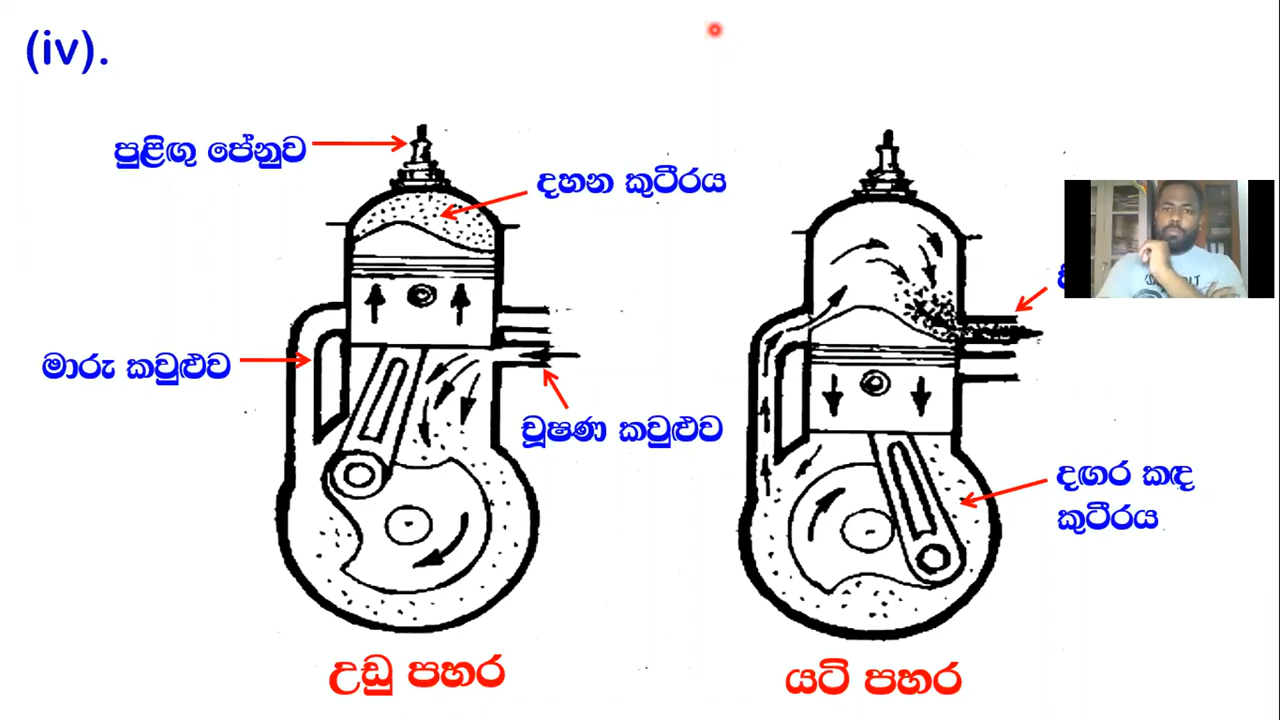 (iv).
පුළිඟු පේනුව
දහන කුටීරය
මාරු කවුළුව
චූෂණ කවුළුව
දඟර කඳ
කුටීරය
උඩු පහර
යටි පහර